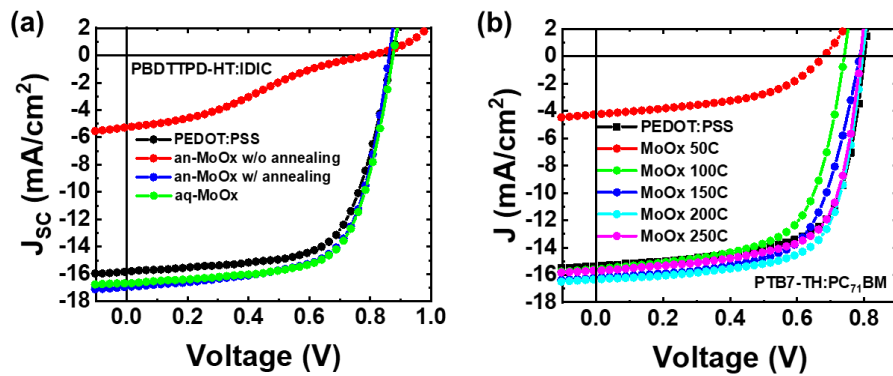 (a)
2
0
-2
-4
-6
-8
-10
-12
-14
-16
-18
J_SC (mA/cm²)
PBDTTPD-HT:IDIC
PEDOT:PSS
an-MoOx w/o annealing
an-MoOx w/ annealing
aq-MoOx
0.0 0.2 0.4 0.6 0.8 1.0
Voltage (V)
(b)
2
0
-2
-4
-6
-8
-10
-12
-14
-16
-18
J (mA/cm²)
PEDOT:PSS
MoOx 50C
MoOx 100C
MoOx 150C
MoOx 200C
MoOx 250C
PTB7-TH:PC₇₁BM
0.0 0.2 0.4 0.6 0.8
Voltage (V)